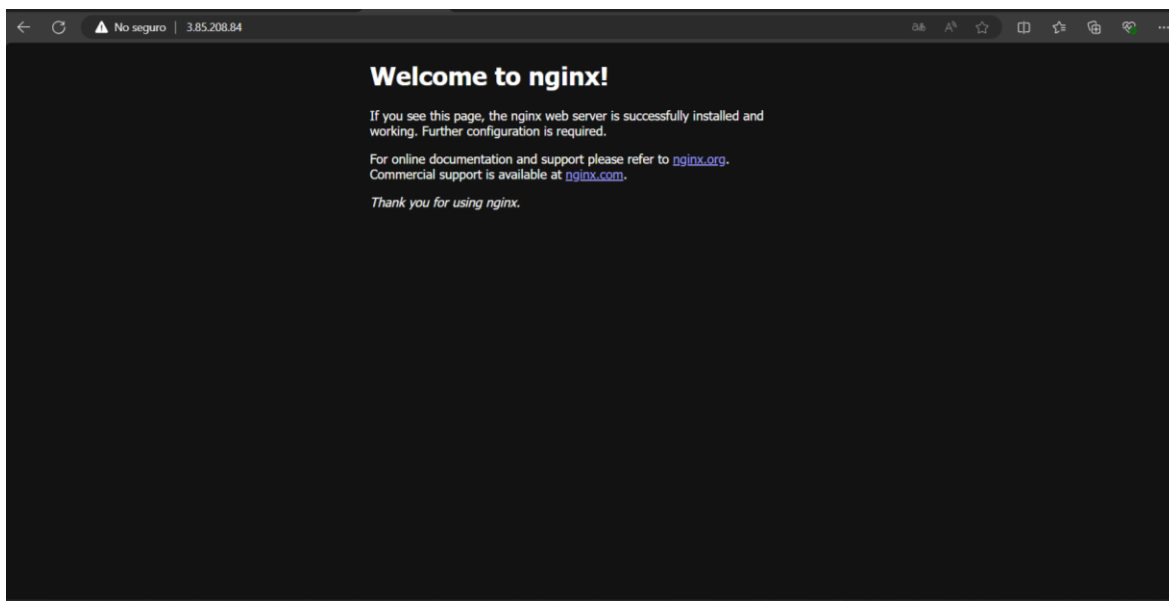 No seguro | 3.85.208.84
Welcome to nginx!
If you see this page, the nginx web server is successfully installed and
working. Further configuration is required.
For online documentation and support please refer to nginx.org.
Commercial support is available at nginx.com.
Thank you for using nginx.